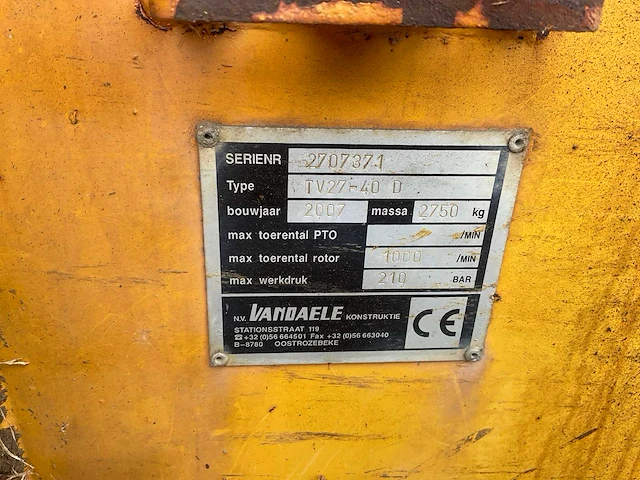 SERIENR 2707371
Type TV27-40 D
bouwjaar 2007 massa 2750 kg
max toerental PTO /MIN
max toerental rotor 1000 /MIN
max werkdruk 210 BAR
N.V. VANDAELE KONSTRUKTIE
STATIONSSTRAAT 119
☎+32 (0)56 664501 Fax +32 (0)56 663040
B-8780 OOSTROZEBEKE
CE